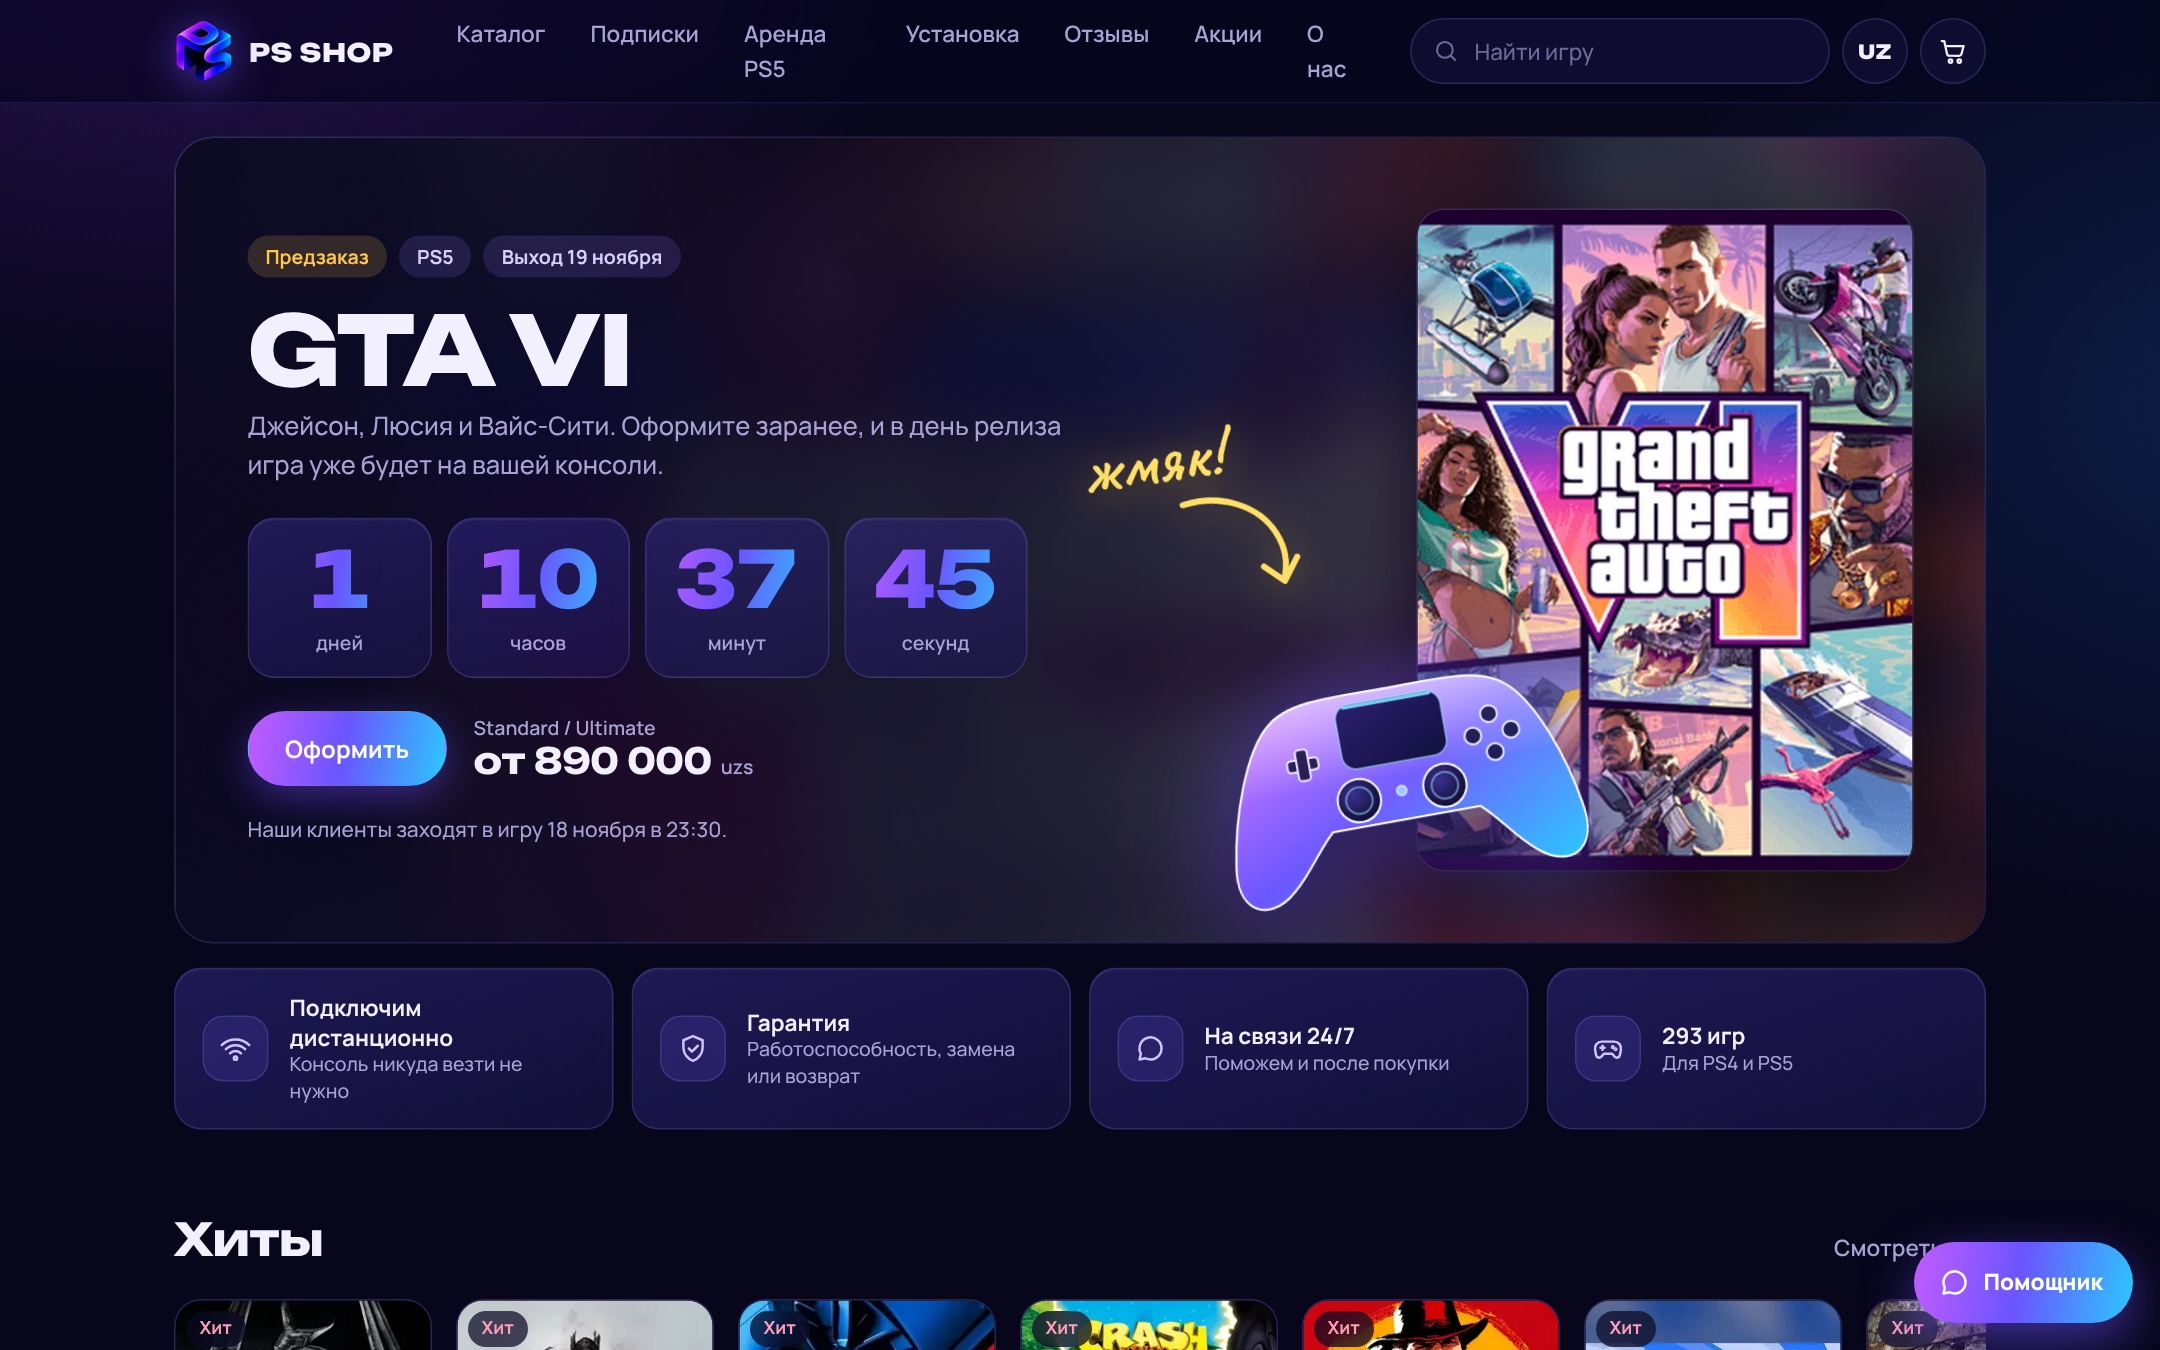 PS SHOP
Каталог
Подписки
Аренда
PS5
Установка
Отзывы
Акции
О
нас
Найти игру
UZ
Предзаказ
PS5
Выход 19 ноября
GTA VI
Джейсон, Люсия и Вайс-Сити. Оформите заранее, и в день релиза
игра уже будет на вашей консоли.
1
дней
10
часов
37
минут
45
секунд
Оформить
Standard / Ultimate
от 890 000 uzs
Наши клиенты заходят в игру 18 ноября в 23:30.
жмяк!
VI
grand
theft
auto
Подключим
дистанционно
Консоль никуда везти не
нужно
Гарантия
Работоспособность, замена
или возврат
На связи 24/7
Поможем и после покупки
293 игр
Для PS4 и PS5
Хиты
Смотреть
Помощник
Хит
Хит
Хит
Хит
CRASH
Хит
Хит
Хит